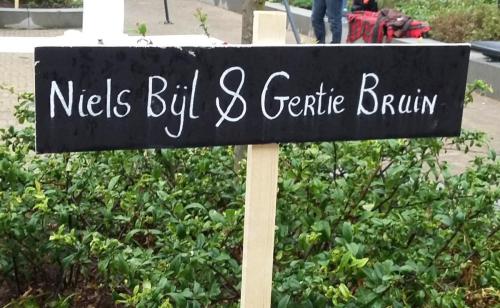 Niels Bijl & Gertie Bruin